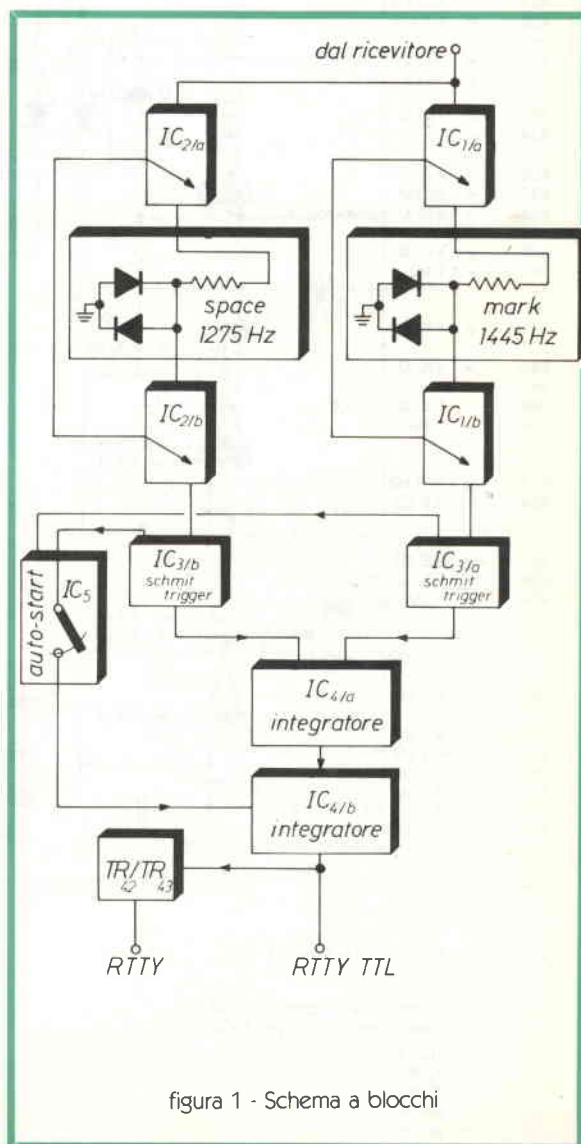 dal ricevitore
IC2/a
IC1/a
space
1275 Hz
mark
1445 Hz
IC2/b
IC1/b
auto-start
IC5
IC3/b
schmit
trigger
IC3/a
schmit
trigger
IC4/a
integratore
IC4/b
integratore
TR42/TR43
RTTY
RTTY TTL
figura 1 - Schema a blocchi